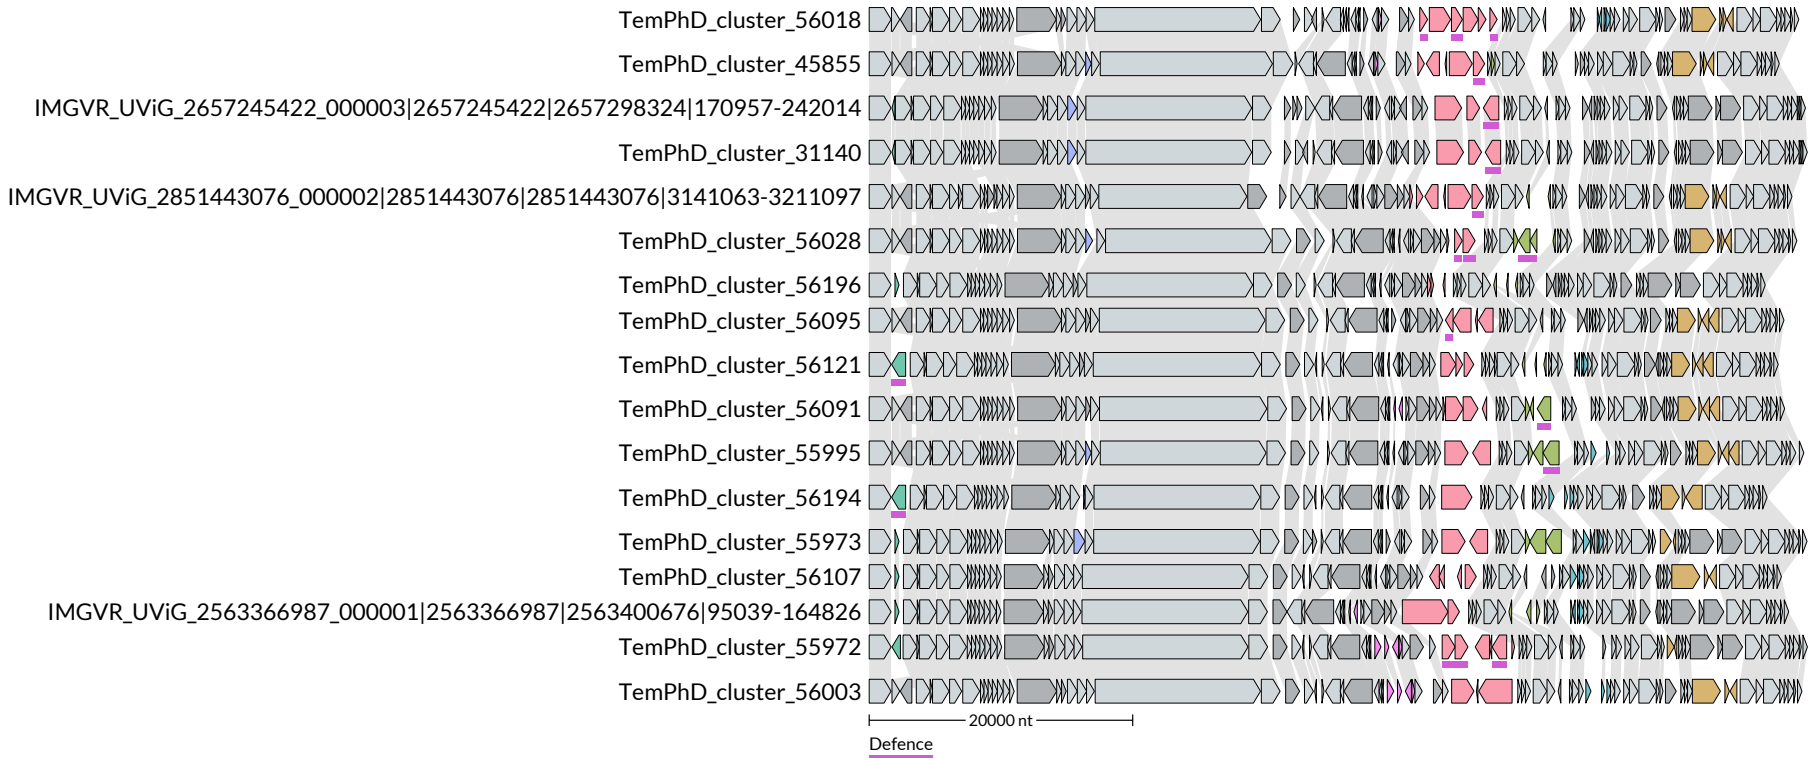 TemPhD_cluster_56018
TemPhD_cluster_45855
IMGVR_UViG_2657245422_000003|2657245422|2657298324|170957-242014
TemPhD_cluster_31140
IMGVR_UViG_2851443076_000002|2851443076|2851443076|3141063-3211097
TemPhD_cluster_56028
TemPhD_cluster_56196
TemPhD_cluster_56095
TemPhD_cluster_56121
TemPhD_cluster_56091
TemPhD_cluster_55995
TemPhD_cluster_56194
TemPhD_cluster_55973
TemPhD_cluster_56107
IMGVR_UViG_2563366987_000001|2563366987|2563400676|95039-164826
TemPhD_cluster_55972
TemPhD_cluster_56003
20000 nt
Defence